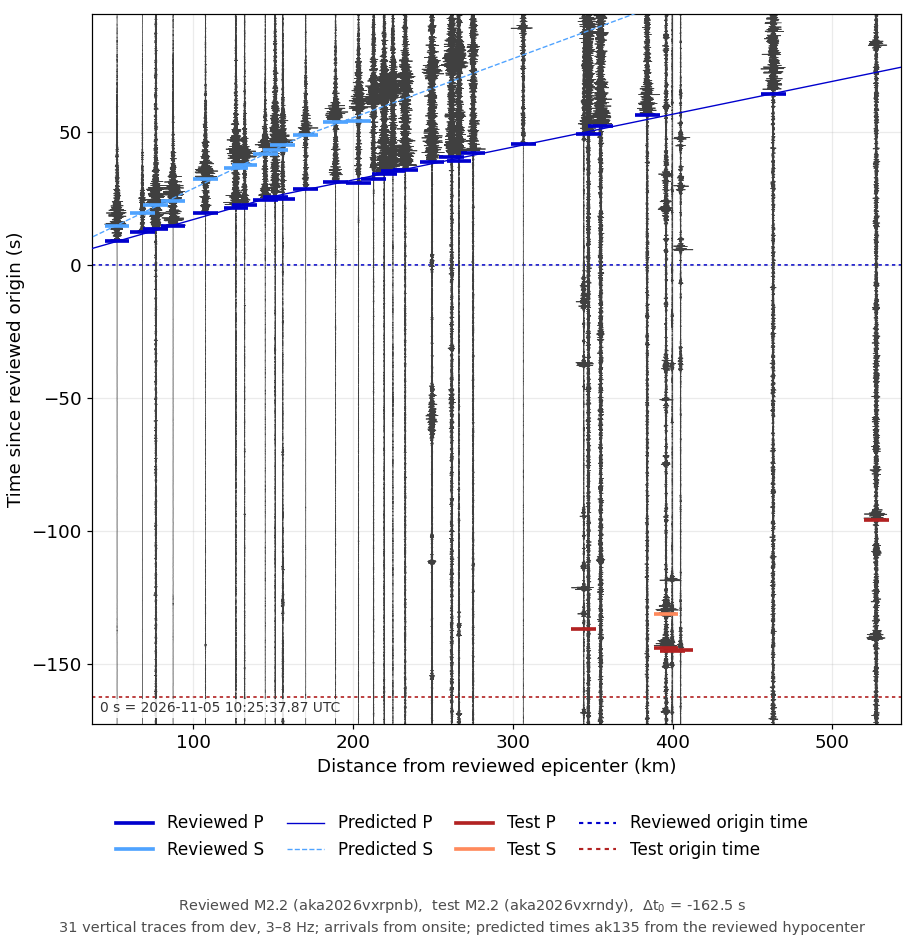 50
0
−50
−100
−150
Time since reviewed origin (s)
0 s = 2026-11-05 10:25:37.87 UTC
100 200 300 400 500
Distance from reviewed epicenter (km)
Reviewed P Predicted P Test P Reviewed origin time
Reviewed S Predicted S Test S Test origin time
Reviewed M2.2 (aka2026vxrpnb), test M2.2 (aka2026vxrndy), Δt₀ = -162.5 s
31 vertical traces from dev, 3–8 Hz; arrivals from onsite; predicted times ak135 from the reviewed hypocenter